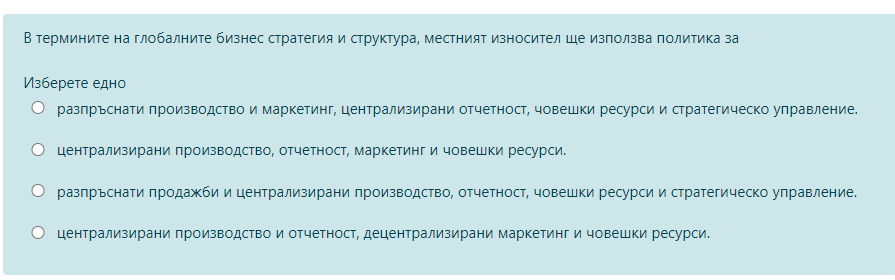 В термините на глобалните бизнес стратегия и структура, местният износител ще използва политика за
Изберете едно
разпръснати производство и маркетинг, централизирани отчетност, човешки ресурси и стратегическо управление.
централизирани производство, отчетност, маркетинг и човешки ресурси.
разпръснати продажби и централизирани производство, отчетност, човешки ресурси и стратегическо управление.
централизирани производство и отчетност, децентрализирани маркетинг и човешки ресурси.